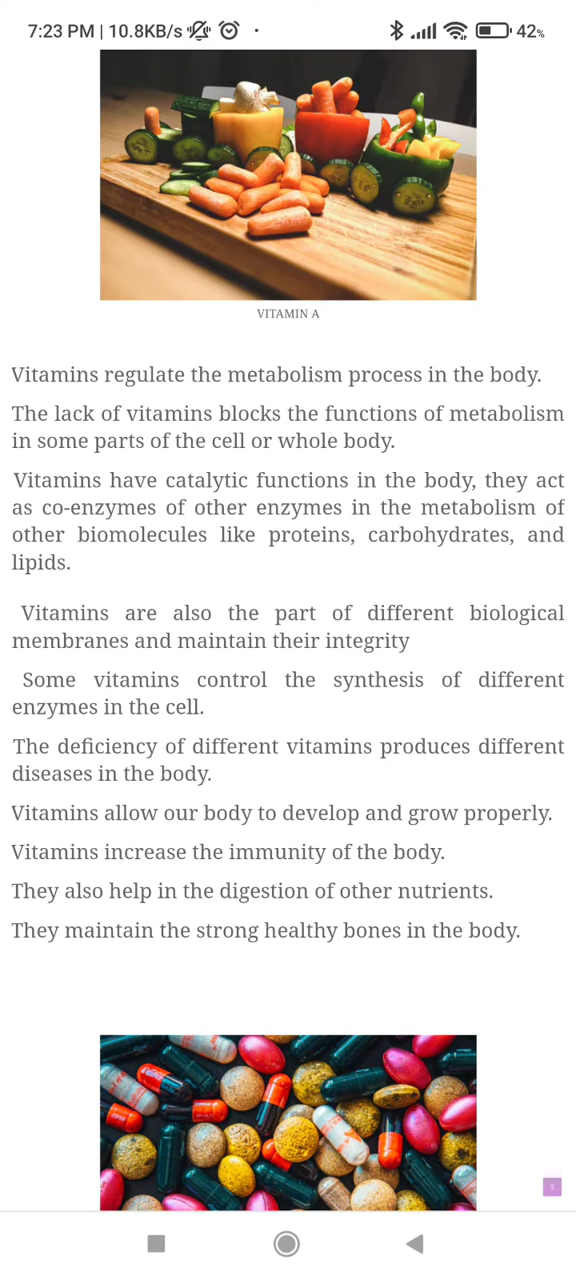 7:23 PM | 10.8KB/s
42%
VITAMIN A
Vitamins regulate the metabolism process in the body.
The lack of vitamins blocks the functions of metabolism
in some parts of the cell or whole body.
Vitamins have catalytic functions in the body, they act
as co-enzymes of other enzymes in the metabolism of
other biomolecules like proteins, carbohydrates, and
lipids.
Vitamins are also the part of different biological
membranes and maintain their integrity
Some vitamins control the synthesis of different
enzymes in the cell.
The deficiency of different vitamins produces different
diseases in the body.
Vitamins allow our body to develop and grow properly.
Vitamins increase the immunity of the body.
They also help in the digestion of other nutrients.
They maintain the strong healthy bones in the body.